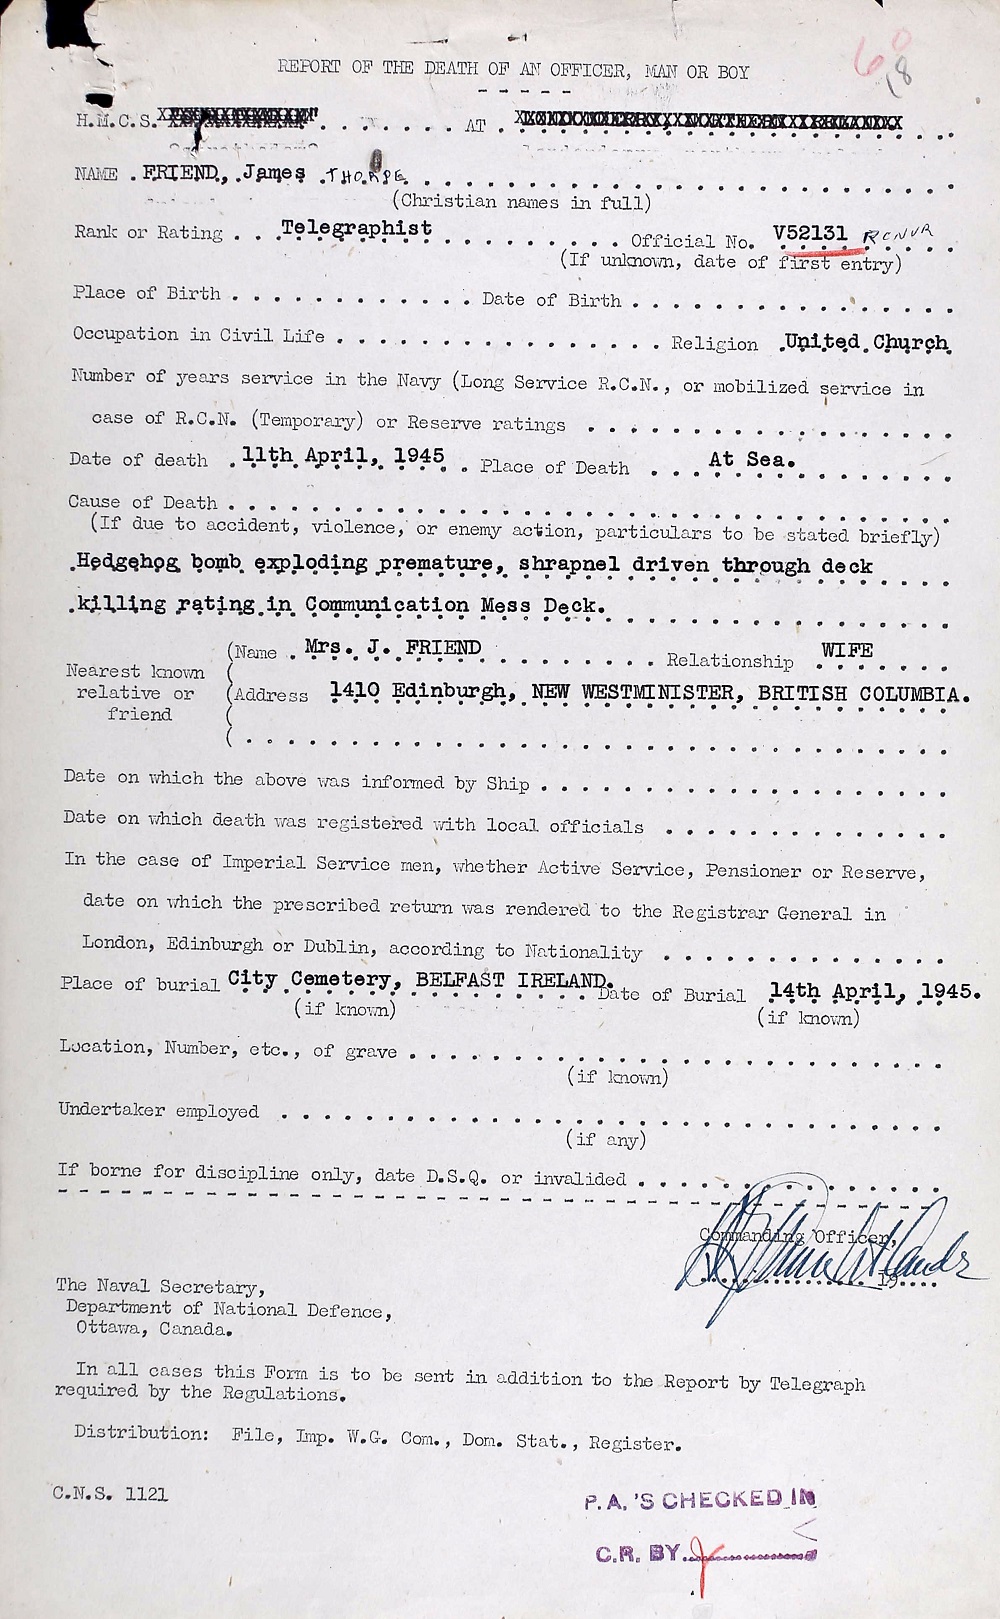 60
18
REPORT OF THE DEATH OF AN OFFICER, MAN OR BOY
- - - - -
H.M.C.S. . . . . . . . AT . . . .
NAME . FRIEND, James THORPE . . . . . . . . . . . . . . . . . . . . . . . .
(Christian names in full)
Rank or Rating . . . Telegraphist . . . . . . . . . Official No. V52131 RCNVR
(If unknown, date of first entry)
Place of Birth . . . . . . . . . . . . Date of Birth . . . . . . . . . . . . . . .
Occupation in Civil Life . . . . . . . . . . . . . . . Religion . United Church
Number of years service in the Navy (Long Service R.C.N., or mobilized service in
case of R.C.N. (Temporary) or Reserve ratings . . . . . . . . . . . . . . . . .
Date of death . 11th April, 1945 . . Place of Death . . . At Sea. . . . . . . .
Cause of Death . . . . . . . . . . . . . . . . . . . . . . . . . . . . . . . . . .
(If due to accident, violence, or enemy action, particulars to be stated briefly)
.Hedgehog bomb exploding premature, shrapnel driven through deck . . .
.killing rating in Communication Mess Deck. . . . . . . . . . . . . . . .
Nearest known relative or friend
(Name . Mrs. J. FRIEND . . . . . . . . . Relationship WIFE . . . .
(Address 1410 Edinburgh, NEW WESTMINISTER, BRITISH COLUMBIA.
( . . . . . . . . . . . . . . . . . . . . . . . . . . . . . . . . .
Date on which the above was informed by Ship . . . . . . . . . . . . . . . . . . .
Date on which death was registered with local officials . . . . . . . . . . . . .
In the case of Imperial Service men, whether Active Service, Pensioner or Reserve,
date on which the prescribed return was rendered to the Registrar General in
London, Edinburgh or Dublin, according to Nationality . . . . . . . . . . . . .
Place of burial City Cemetery, BELFAST IRELAND. Date of Burial 14th April, 1945.
(if known) (if known)
Location, Number, etc., of grave . . . . . . . . . . . . . . . . . . . . . . . . .
(if known)
Undertaker employed . . . . . . . . . . . . . . . . . . . . . . . . . . . . . . .
(if any)
If borne for discipline only, date D.S.Q. or invalided . . . . . . . . . . . . . .
Commanding Officer,
. . . . . . . . . . . . . . 19....
The Naval Secretary,
Department of National Defence,
Ottawa, Canada.
In all cases this Form is to be sent in addition to the Report by Telegraph
required by the Regulations.
Distribution: File, Imp. W.G. Com., Dom. Stat., Register.
C.N.S. 1121
P.A.'S CHECKED IN
C.R. BY